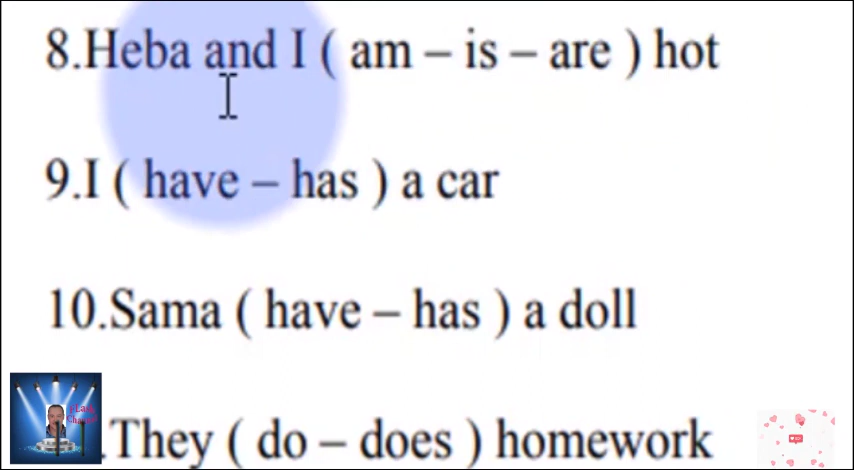 8.Heba and I ( am – is – are ) hot
9.I ( have – has ) a car
10.Sama ( have – has ) a doll
.They ( do – does ) homework